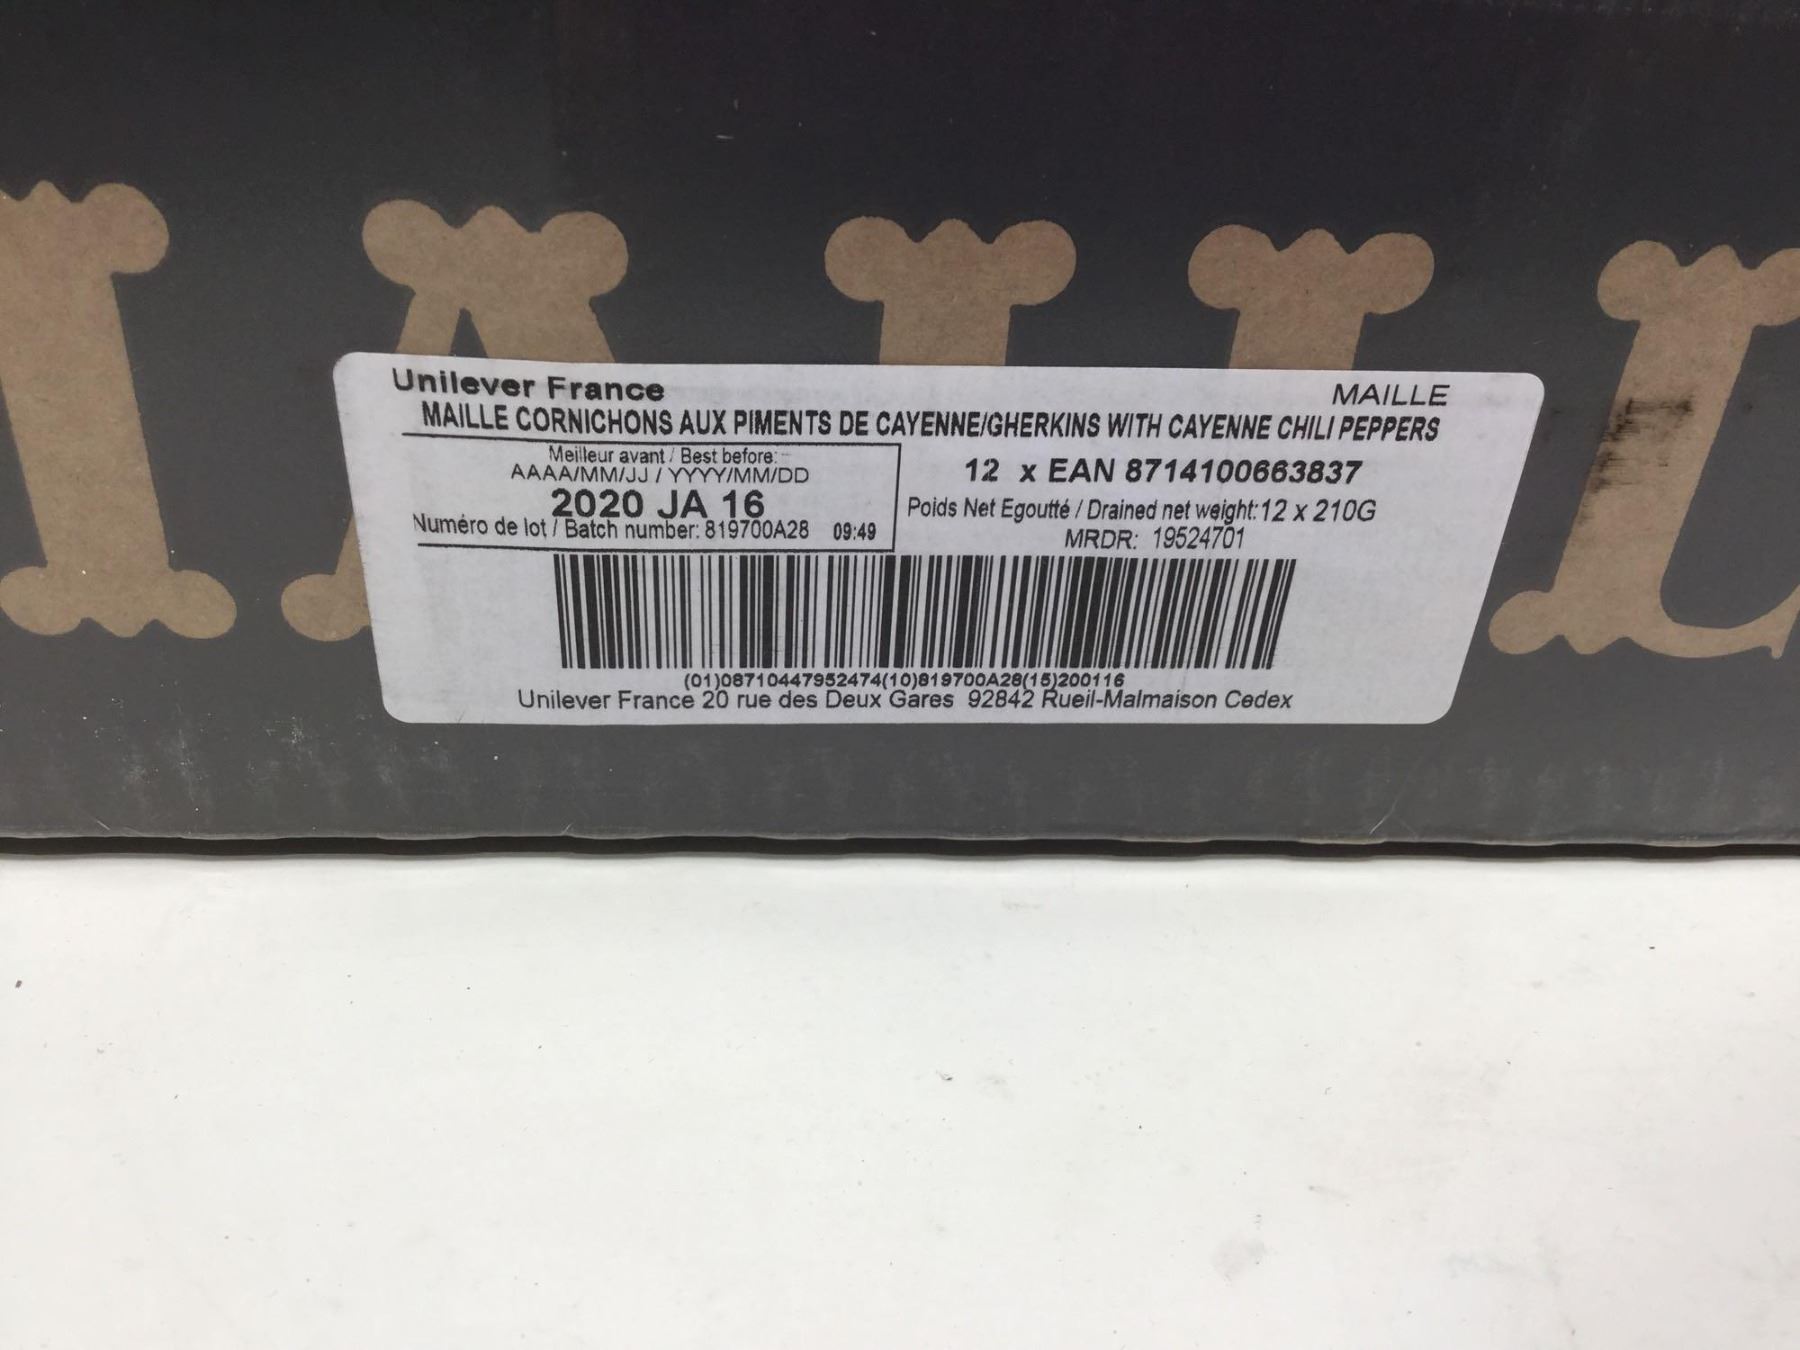 MAILLE
Unilever France MAILLE
MAILLE CORNICHONS AUX PIMENTS DE CAYENNE/GHERKINS WITH CAYENNE CHILI PEPPERS
Meilleur avant / Best before:
AAAA/MM/JJ / YYYY/MM/DD
2020 JA 16
Numéro de lot / Batch number: 819700A28 09:49
12 x EAN 8714100663837
Poids Net Egoutté / Drained net weight:12 x 210G
MRDR: 19524701
(01)08710447952474(10)819700A28(15)200116
Unilever France 20 rue des Deux Gares 92842 Rueil-Malmaison Cedex